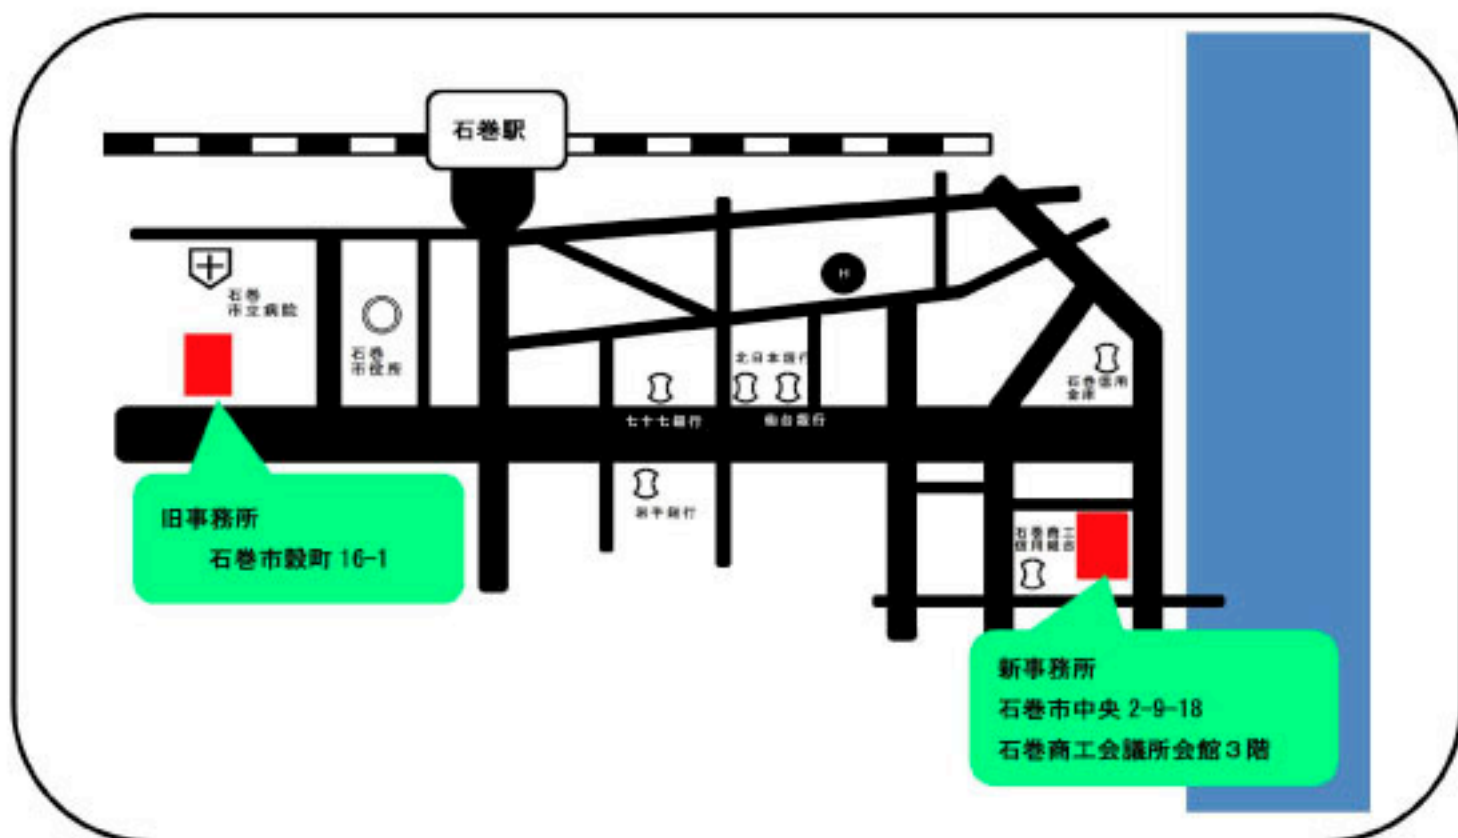 石巻駅
石巻
市立病院
石巻
市役所
北日本銀行
七十七銀行
仙台銀行
石巻信用
金庫
岩手銀行
H
旧事務所
石巻市穀町 16-1
石巻商工
信用組合
新事務所
石巻市中央 2-9-18
石巻商工会議所会館3階